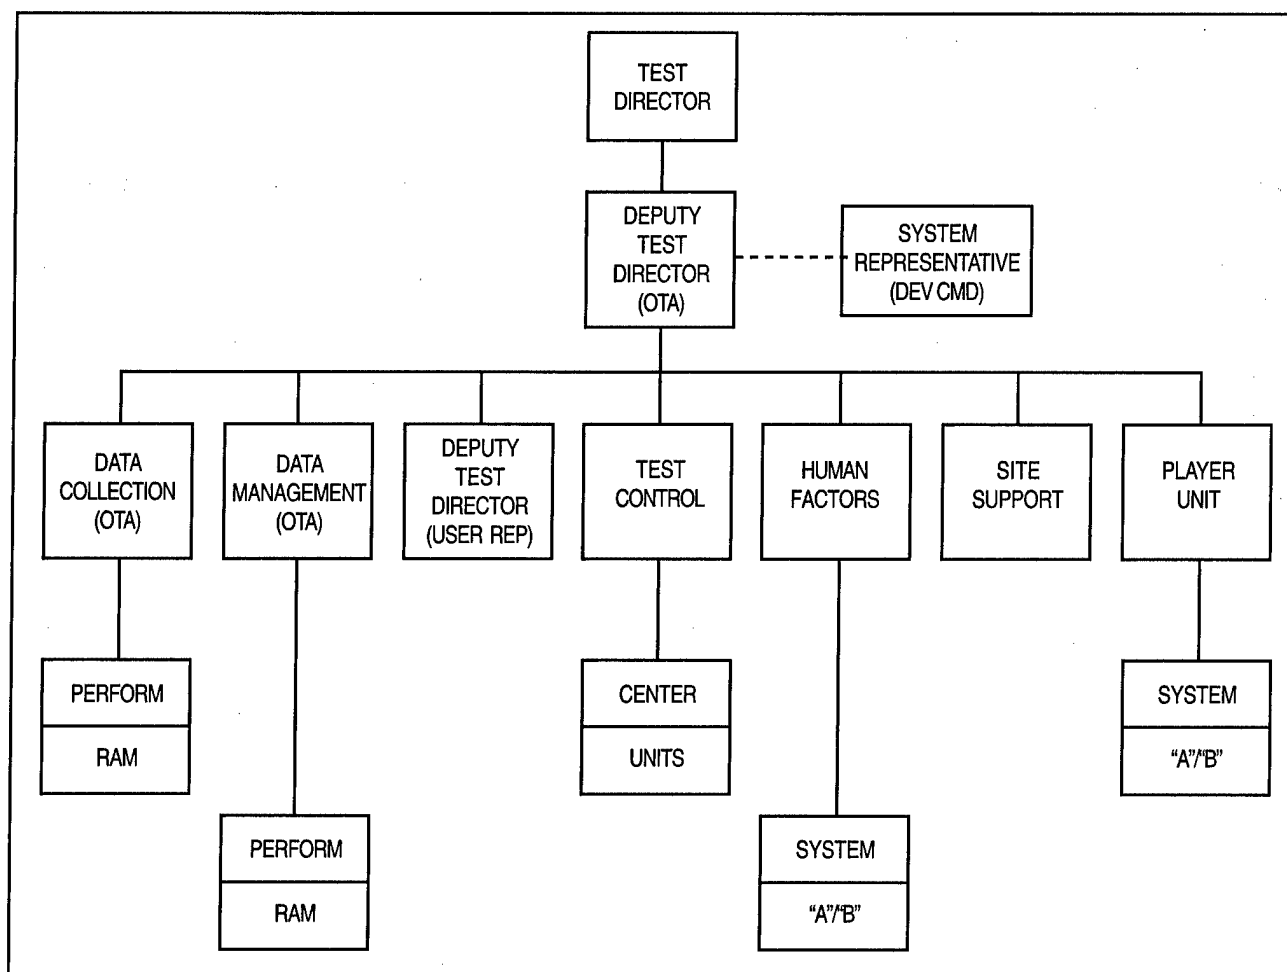 TEST
DIRECTOR
DEPUTY
TEST
DIRECTOR
(OTA)
SYSTEM
REPRESENTATIVE
(DEV CMD)
DATA
COLLECTION
(OTA)
DATA
MANAGEMENT
(OTA)
DEPUTY
TEST
DIRECTOR
(USER REP)
TEST
CONTROL
HUMAN
FACTORS
SITE
SUPPORT
PLAYER
UNIT
PERFORM
RAM
CENTER
UNITS
SYSTEM
“A”/“B”
PERFORM
RAM
SYSTEM
“A”/“B”